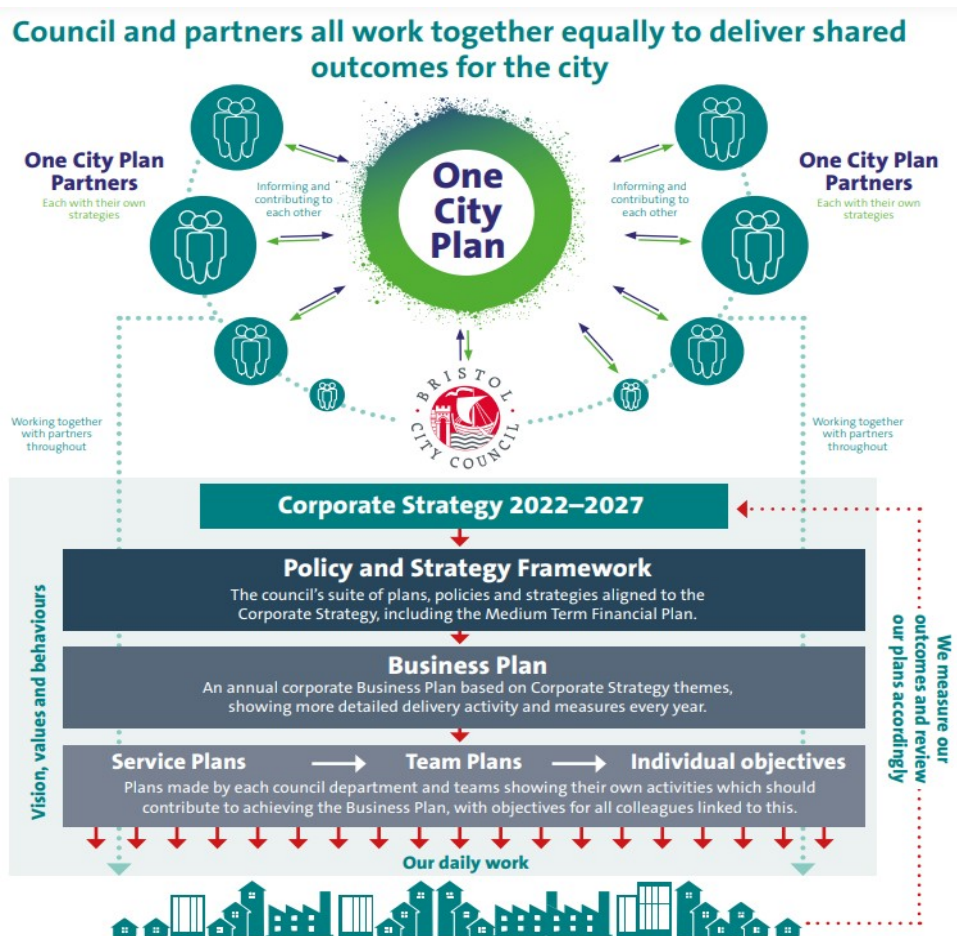 Council and partners all work together equally to deliver shared
outcomes for the city
One City Plan
Partners
Each with their own
strategies
Informing and
contributing to
each other
One
City
Plan
Informing and
contributing to
each other
One City Plan
Partners
Each with their own
strategies
BRISTOL
CITY COUNCIL
Working together
with partners
throughout
Working together
with partners
throughout
Corporate Strategy 2022–2027
Policy and Strategy Framework
The council’s suite of plans, policies and strategies aligned to the
Corporate Strategy, including the Medium Term Financial Plan.
Business Plan
An annual corporate Business Plan based on Corporate Strategy themes,
showing more detailed delivery activity and measures every year.
Service Plans
Team Plans
Individual objectives
Plans made by each council department and teams showing their own activities which should
contribute to achieving the Business Plan, with objectives for all colleagues linked to this.
Our daily work
Vision, values and behaviours
We measure our
outcomes and review
our plans accordingly